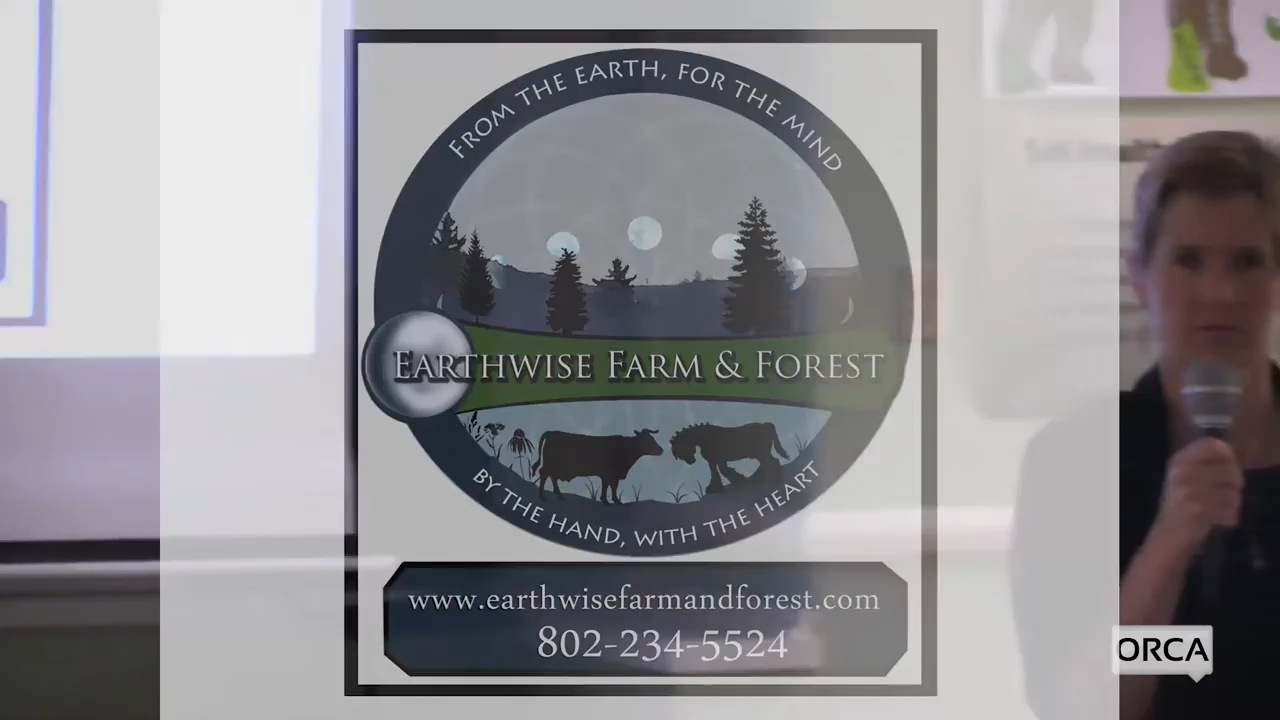 FROM THE EARTH, FOR THE MIND
EARTHWISE FARM & FOREST
BY THE HAND, WITH THE HEART
www.earthwisefarmandforest.com
802-234-5524
ORCA